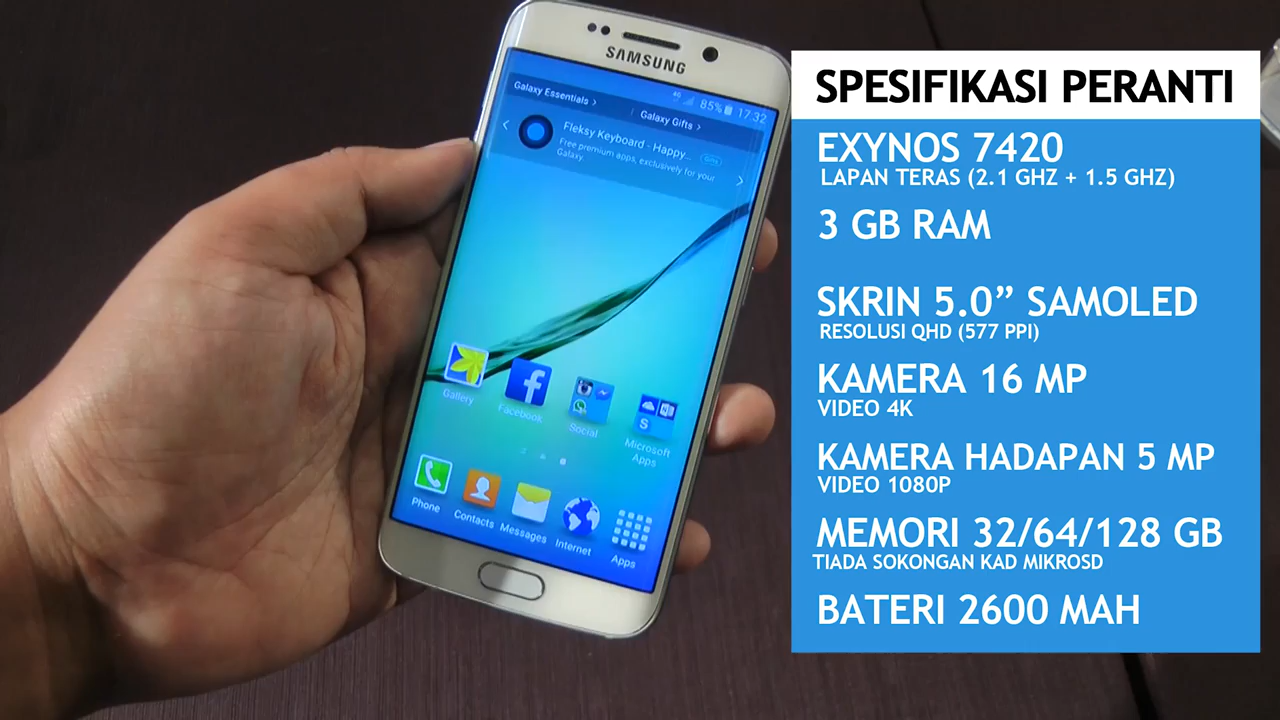 SAMSUNG
4G 85% 17:32
Galaxy Essentials >
Galaxy Gifts >
Fleksy Keyboard - Happy...
Free premium apps, exclusively for your
Galaxy.
Gallery
Facebook
Social
Microsoft
Apps
Phone
Contacts
Messages
Internet
Apps
SPESIFIKASI PERANTI
EXYNOS 7420
LAPAN TERAS (2.1 GHZ + 1.5 GHZ)
3 GB RAM
SKRIN 5.0” SAMOLED
RESOLUSI QHD (577 PPI)
KAMERA 16 MP
VIDEO 4K
KAMERA HADAPAN 5 MP
VIDEO 1080P
MEMORI 32/64/128 GB
TIADA SOKONGAN KAD MIKROSD
BATERI 2600 MAH